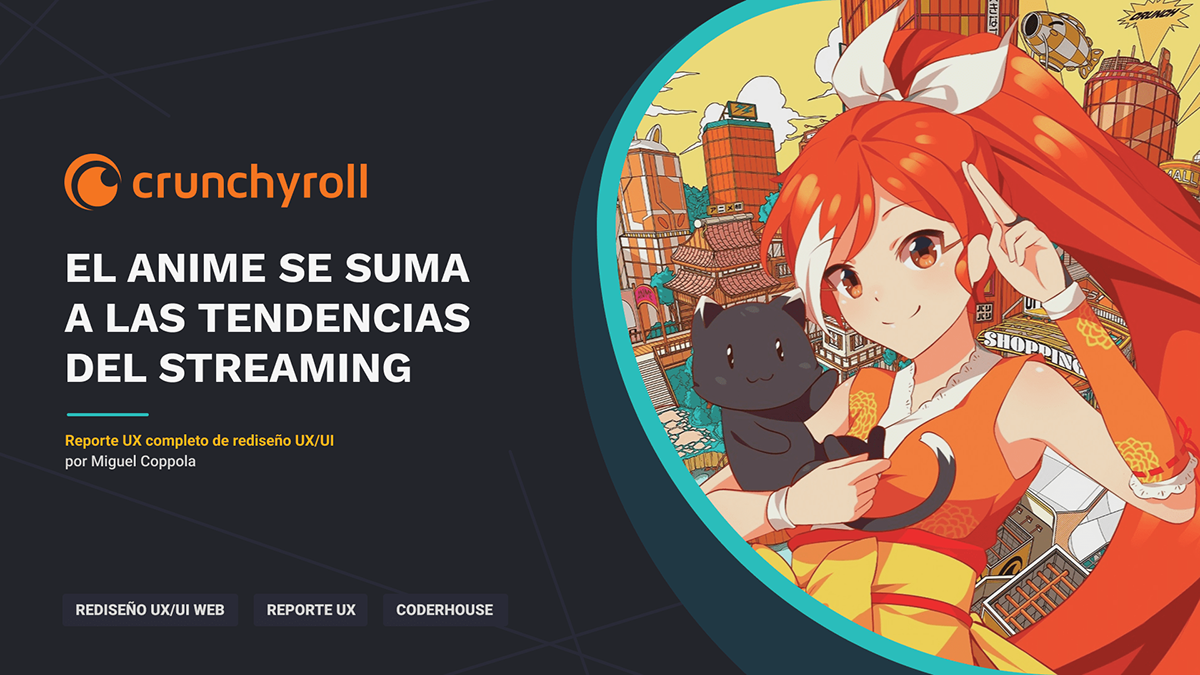 crunchyroll
EL ANIME SE SUMA
A LAS TENDENCIAS
DEL STREAMING
Reporte UX completo de rediseño UX/UI
por Miguel Coppola
REDISEÑO UX/UI WEB
REPORTE UX
CODERHOUSE
CRUNCH
SHOPPING